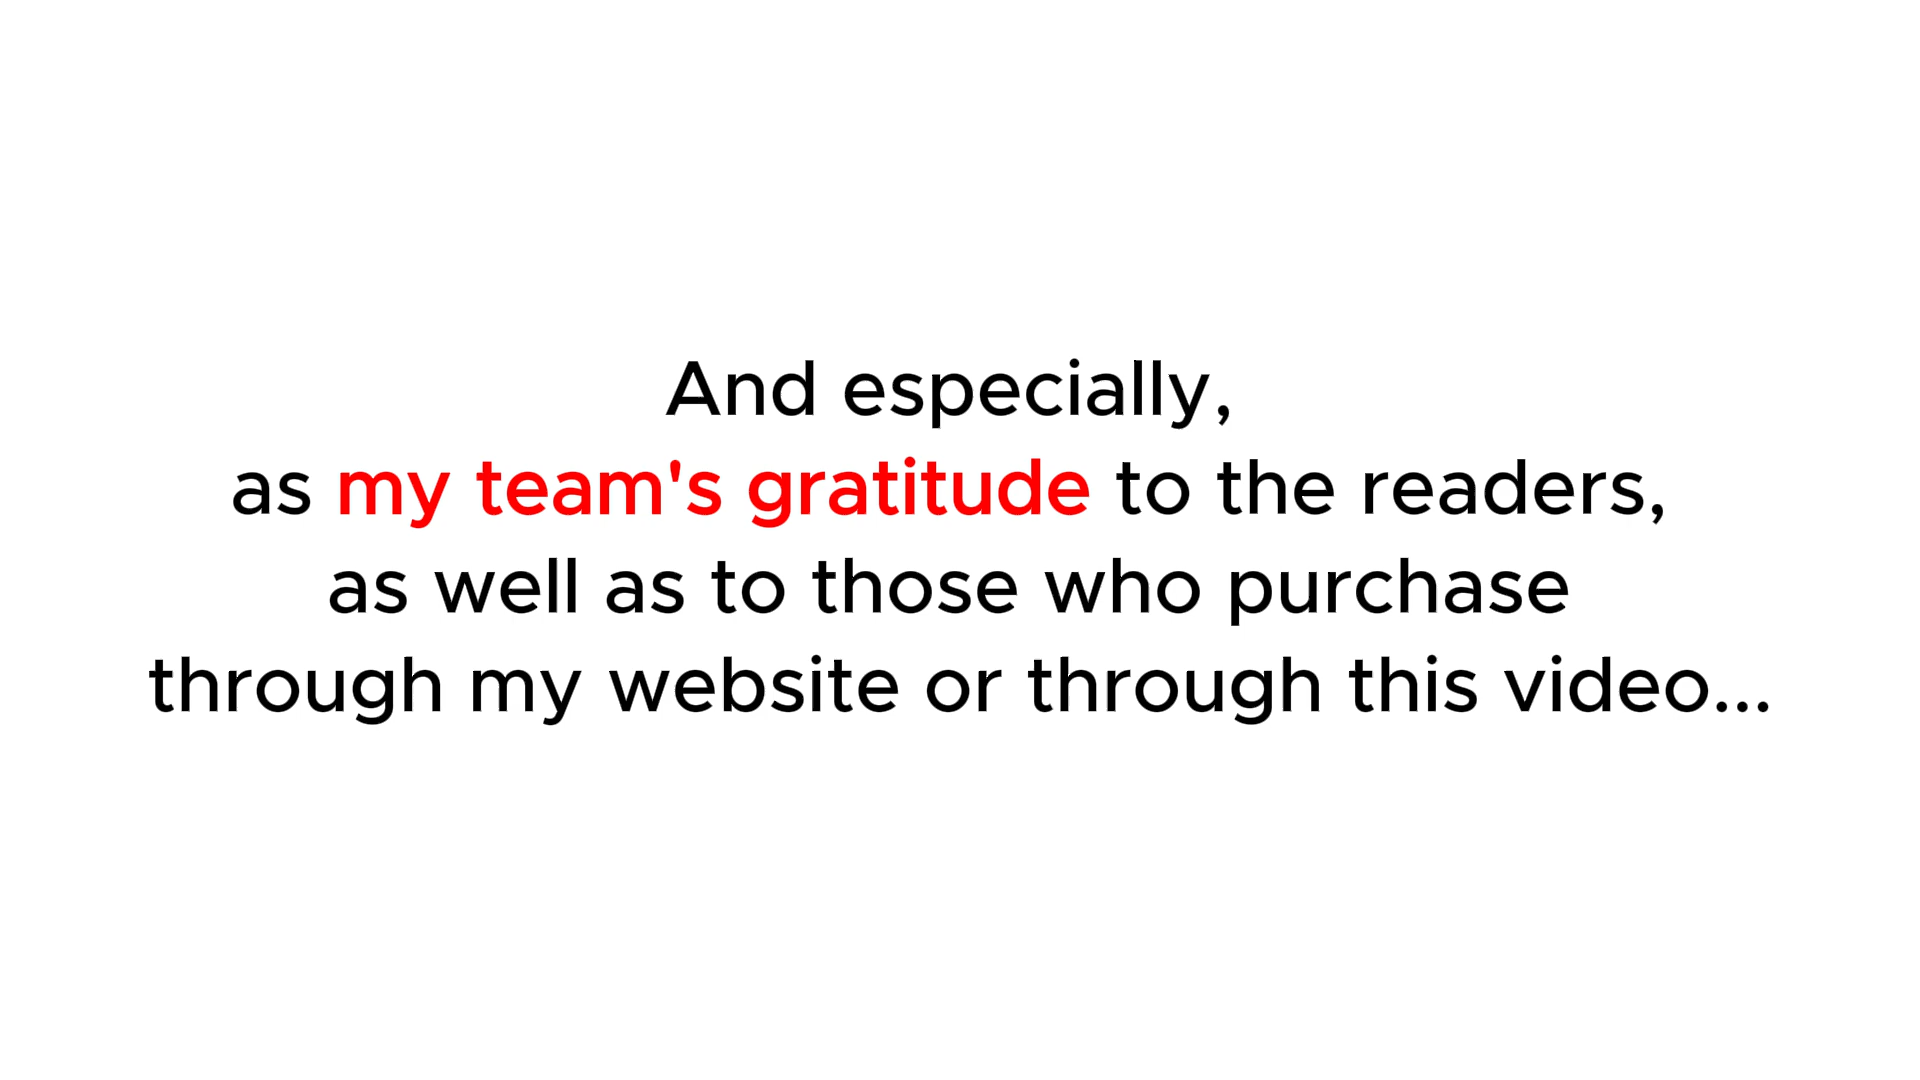 And especially,
as my team's gratitude to the readers,
as well as to those who purchase
through my website or through this video...